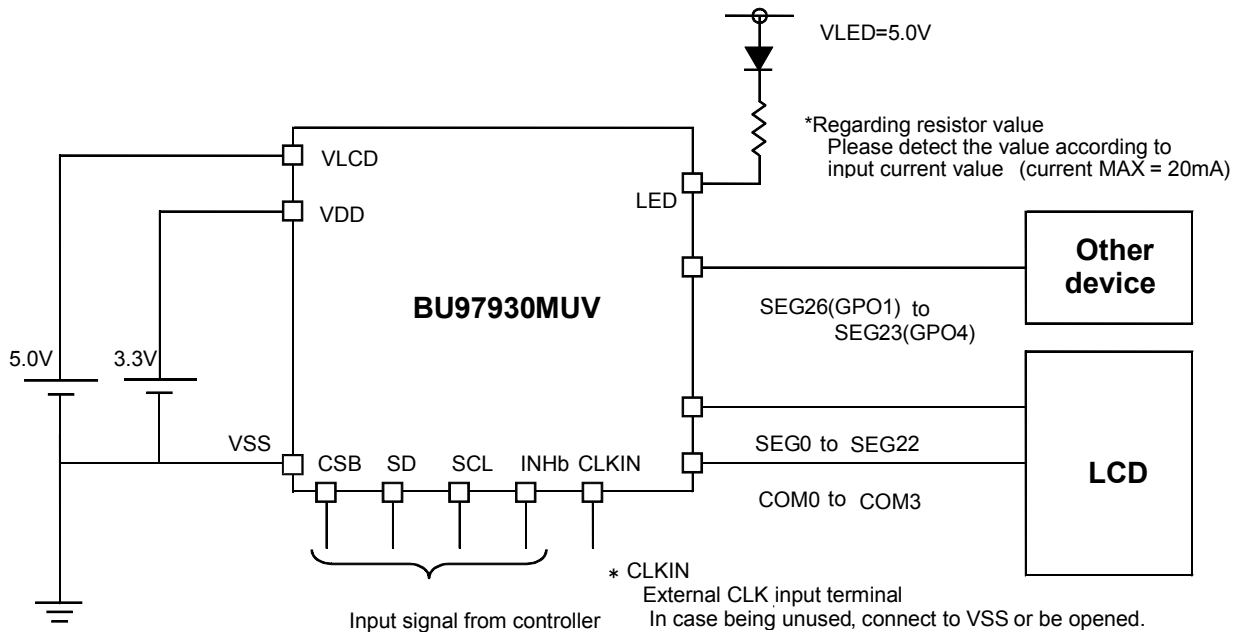 VLED=5.0V
*Regarding resistor value
Please detect the value according to
input current value (current MAX = 20mA)
VLCD
VDD
LED
BU97930MUV
Other
device
SEG26(GPO1) to
SEG23(GPO4)
5.0V
3.3V
VSS
CSB SD SCL INHb CLKIN
SEG0 to SEG22
LCD
COM0 to COM3
* CLKIN
External CLK input terminal
Input signal from controller
In case being unused, connect to VSS or be opened.